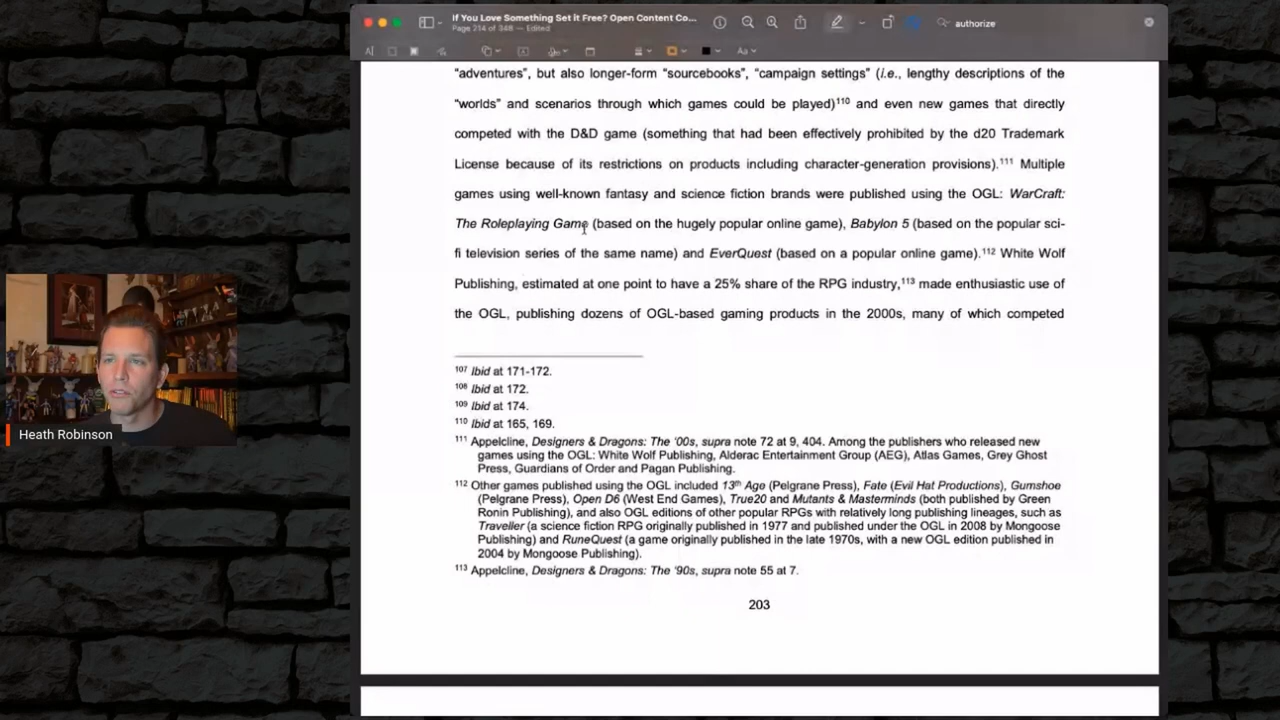 If You Love Something Set it Free? Open Content Co...
Page 214 of 348 — Edited
authorize
"adventures", but also longer-form "sourcebooks", "campaign settings" (i.e., lengthy descriptions of the
"worlds" and scenarios through which games could be played)110 and even new games that directly
competed with the D&D game (something that had been effectively prohibited by the d20 Trademark
License because of its restrictions on products including character-generation provisions).111 Multiple
games using well-known fantasy and science fiction brands were published using the OGL: WarCraft:
The Roleplaying Game (based on the hugely popular online game), Babylon 5 (based on the popular sci-
fi television series of the same name) and EverQuest (based on a popular online game).112 White Wolf
Publishing, estimated at one point to have a 25% share of the RPG industry,113 made enthusiastic use of
the OGL, publishing dozens of OGL-based gaming products in the 2000s, many of which competed
107 Ibid at 171-172.
108 Ibid at 172.
109 Ibid at 174.
110 Ibid at 165, 169.
111 Appelcline, Designers & Dragons: The '00s, supra note 72 at 9, 404. Among the publishers who released new
games using the OGL: White Wolf Publishing, Alderac Entertainment Group (AEG), Atlas Games, Grey Ghost
Press, Guardians of Order and Pagan Publishing.
112 Other games published using the OGL included 13th Age (Pelgrane Press), Fate (Evil Hat Productions), Gumshoe
(Pelgrane Press), Open D6 (West End Games), True20 and Mutants & Masterminds (both published by Green
Ronin Publishing), and also OGL editions of other popular RPGs with relatively long publishing lineages, such as
Traveller (a science fiction RPG originally published in 1977 and published under the OGL in 2008 by Mongoose
Publishing) and RuneQuest (a game originally published in the late 1970s, with a new OGL edition published in
2004 by Mongoose Publishing).
113 Appelcline, Designers & Dragons: The '90s, supra note 55 at 7.
203
Heath Robinson